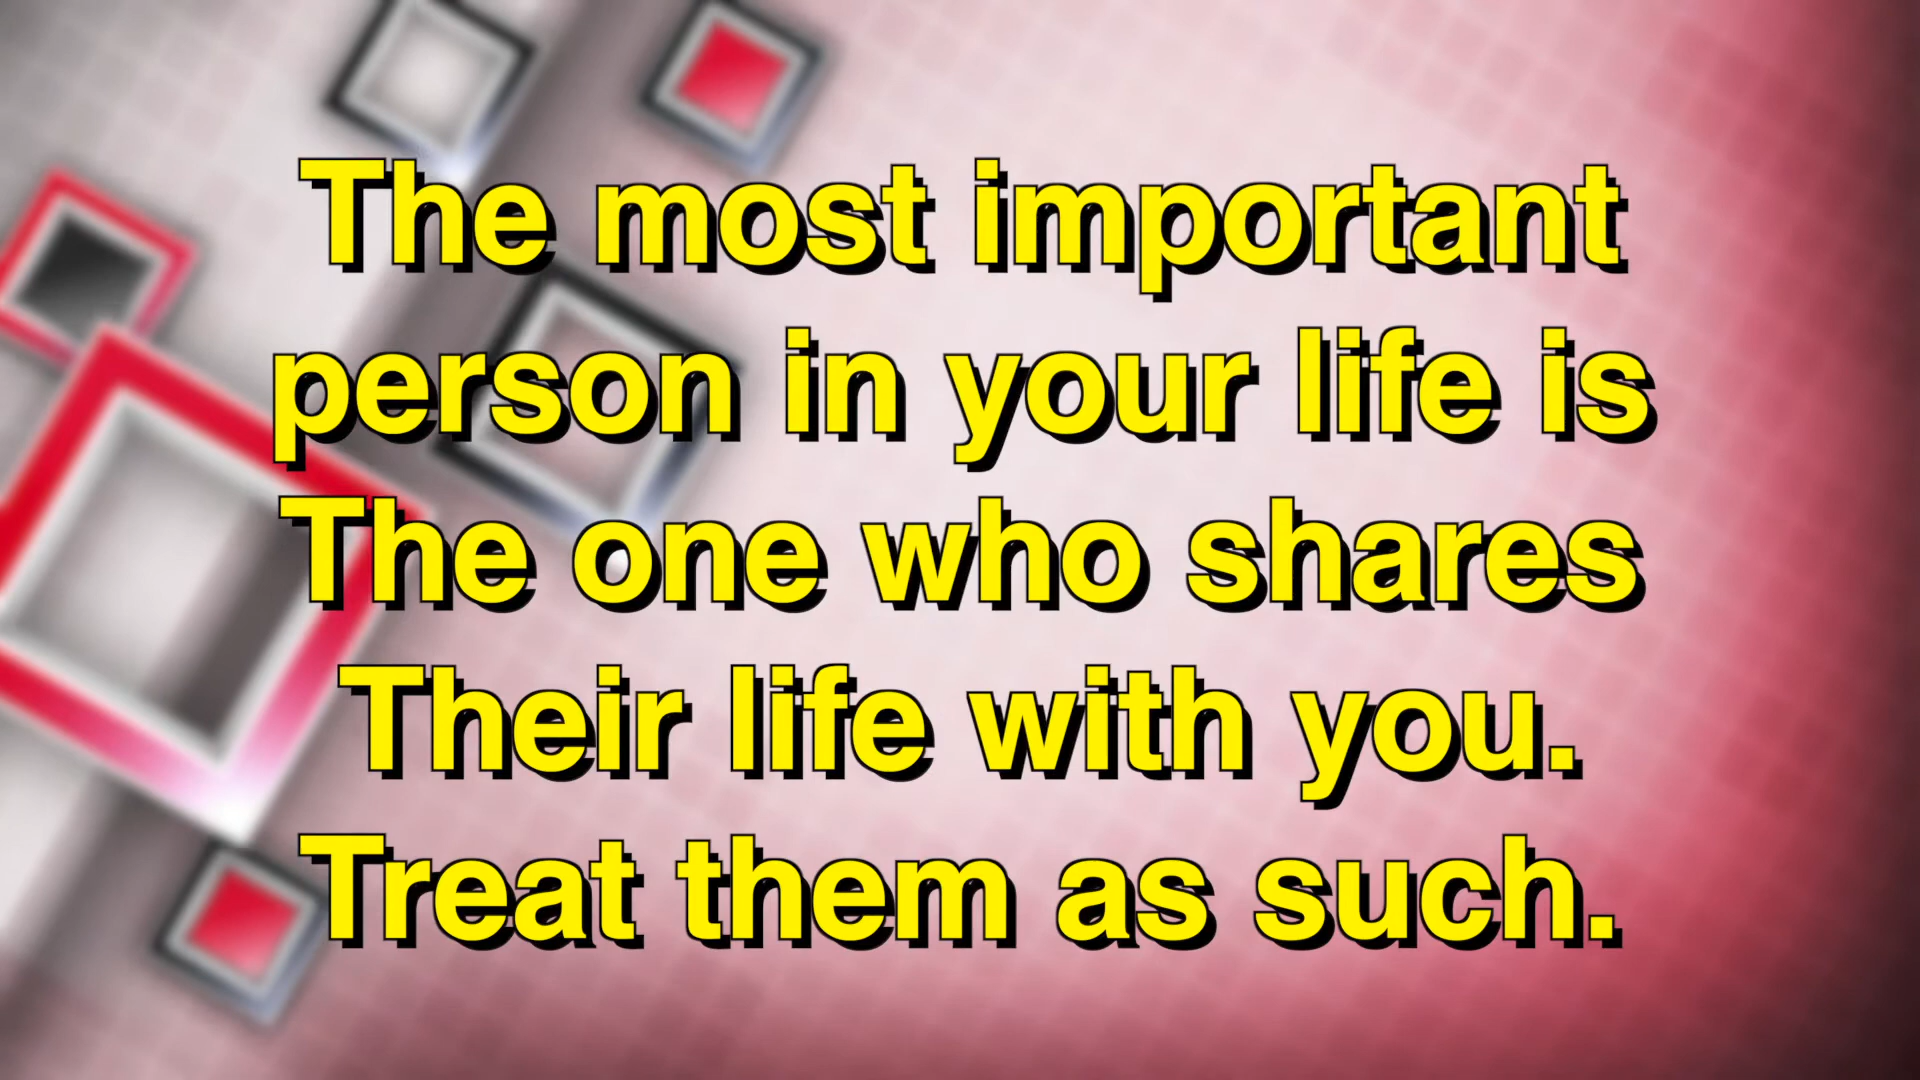 The most important
person in your life is
The one who shares
Their life with you.
Treat them as such.